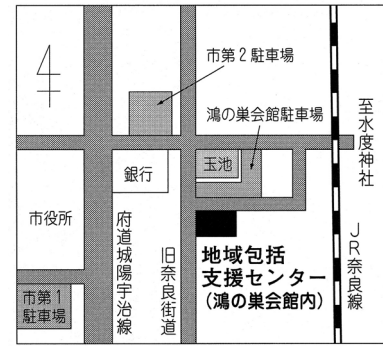 市第2駐車場
鴻の巣会館駐車場
至水度神社
玉池
銀行
市役所
府道城陽宇治線
旧奈良街道
地域包括
支援センター
(鴻の巣会館内)
JR奈良線
市第1
駐車場